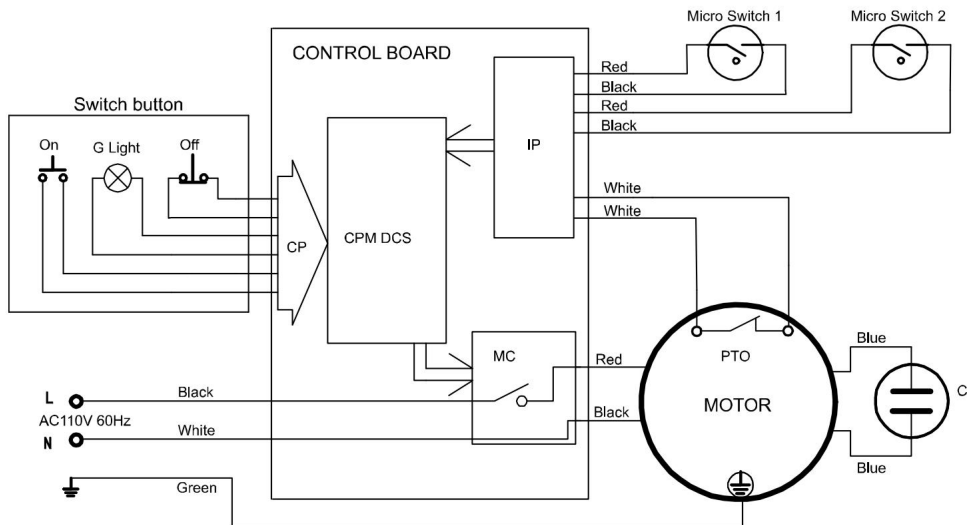 Micro Switch 1
Micro Switch 2
CONTROL BOARD
Red
Black
Red
Black
Switch button
On
G Light
Off
IP
White
White
CP
CPM DCS
MC
Red
PTO
Blue
L
Black
Black
MOTOR
C
AC110V 60Hz
N
White
Blue
Green